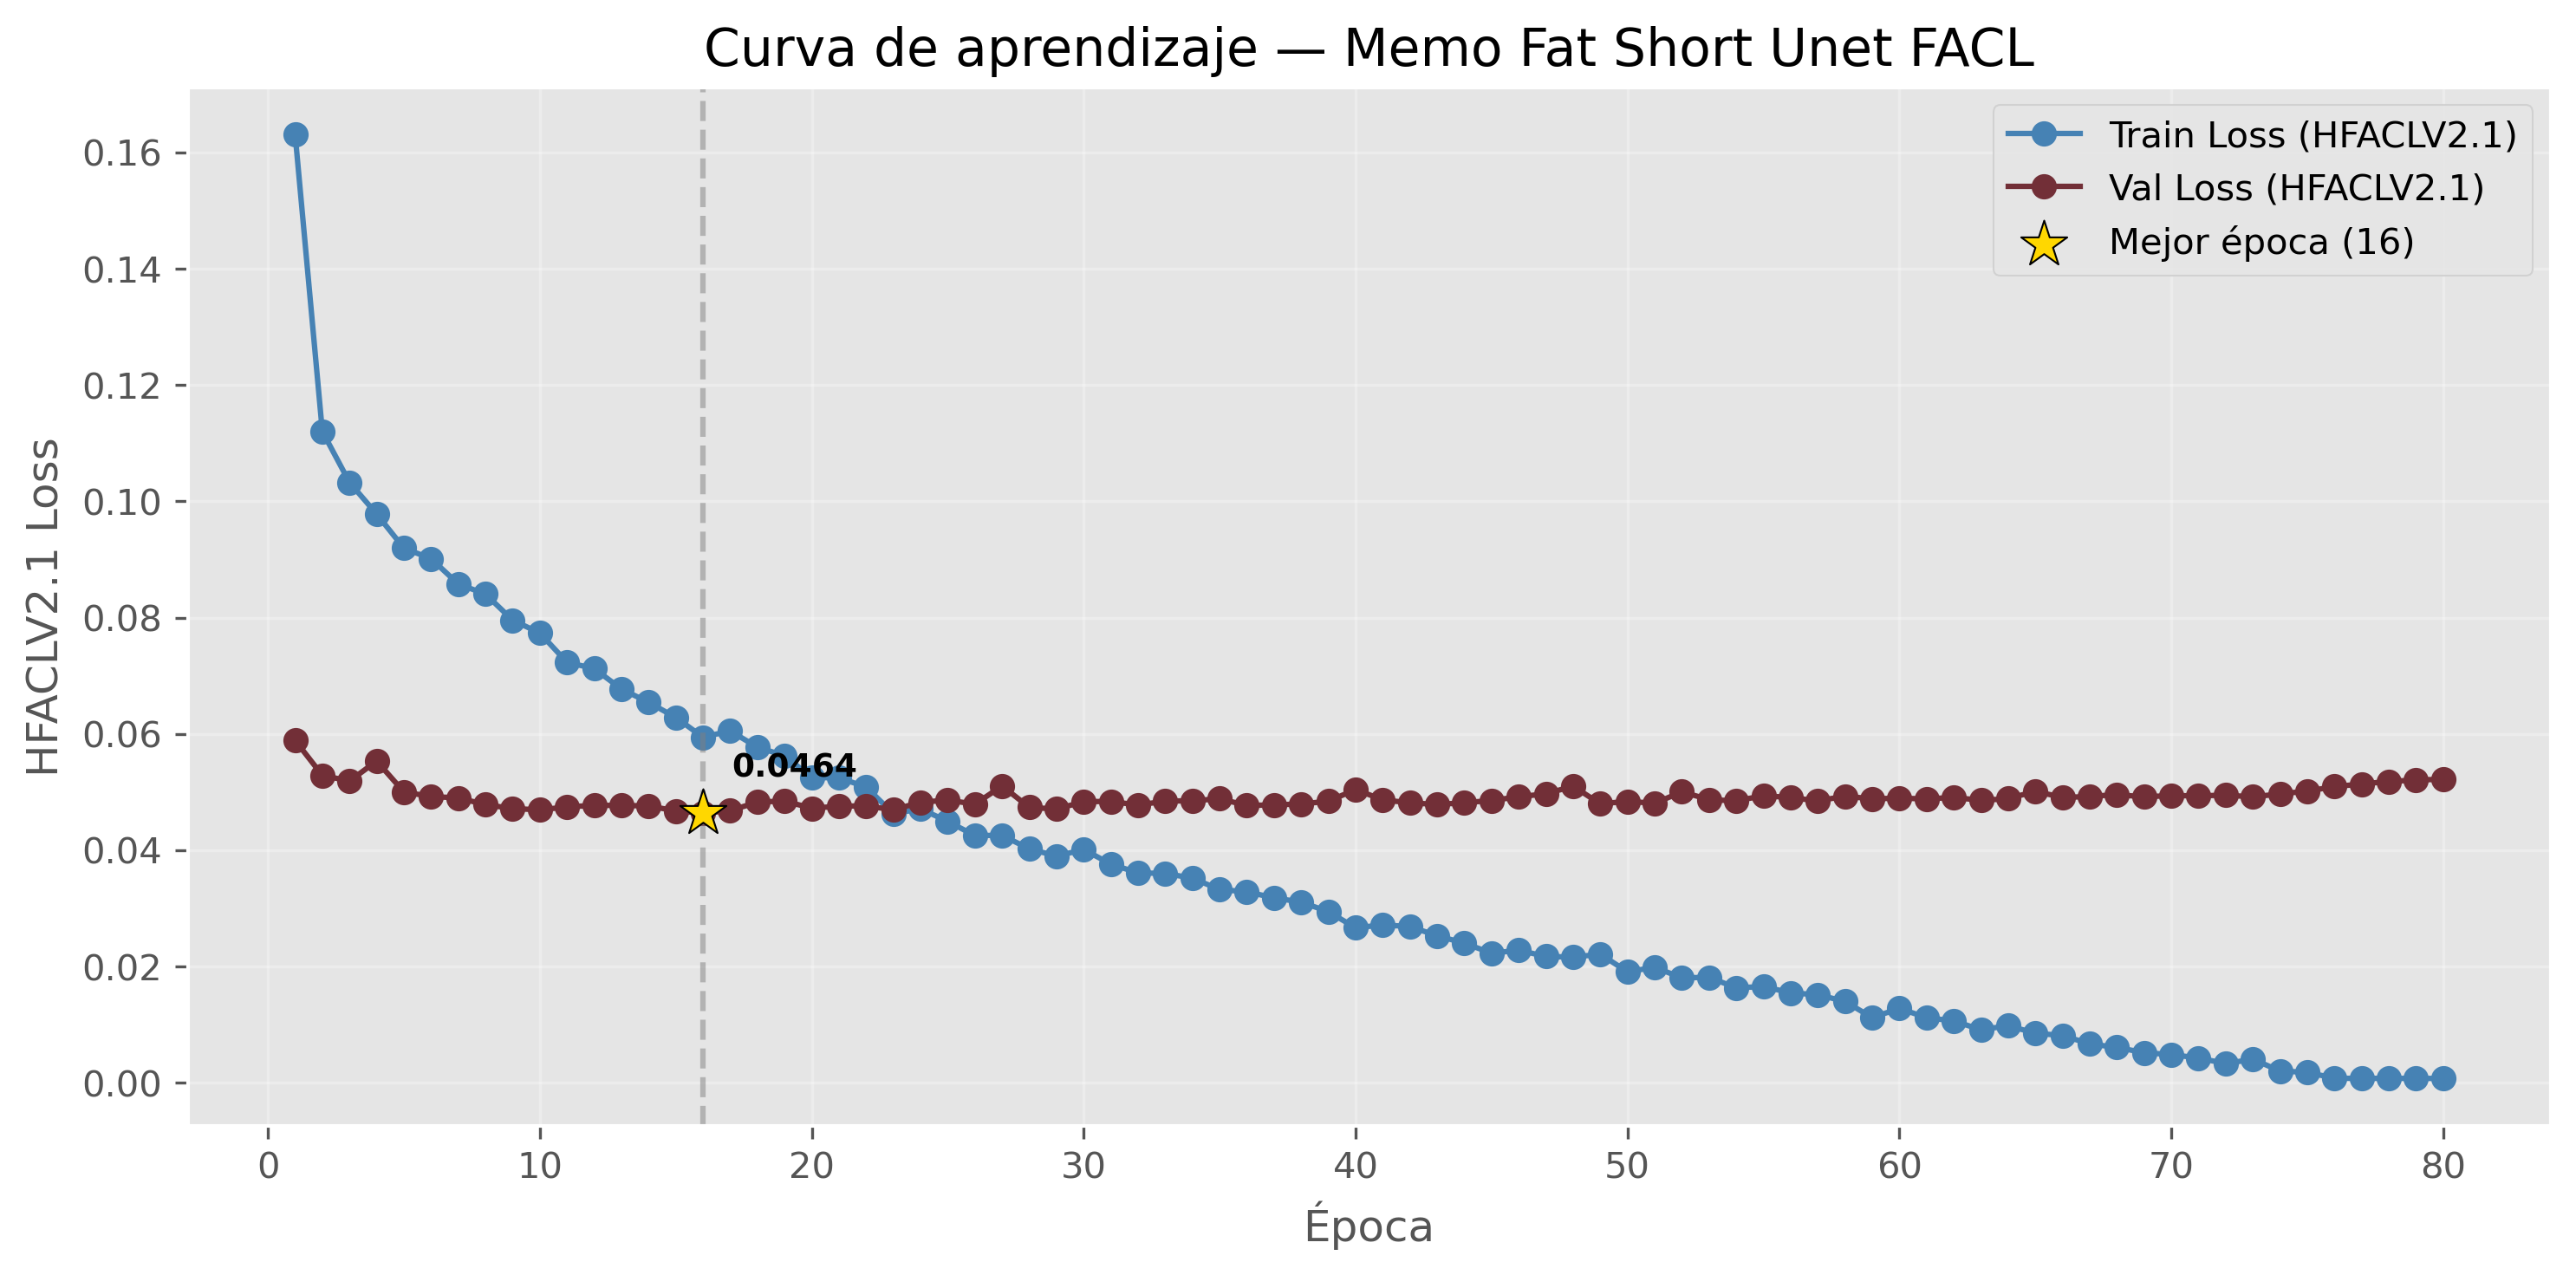 Curva de aprendizaje — Memo Fat Short Unet FACL
Train Loss (HFACLV2.1)
Val Loss (HFACLV2.1)
Mejor época (16)
HFACLV2.1 Loss
0.16
0.14
0.12
0.10
0.08
0.06
0.04
0.02
0.00
0.0464
0 10 20 30 40 50 60 70 80
Época